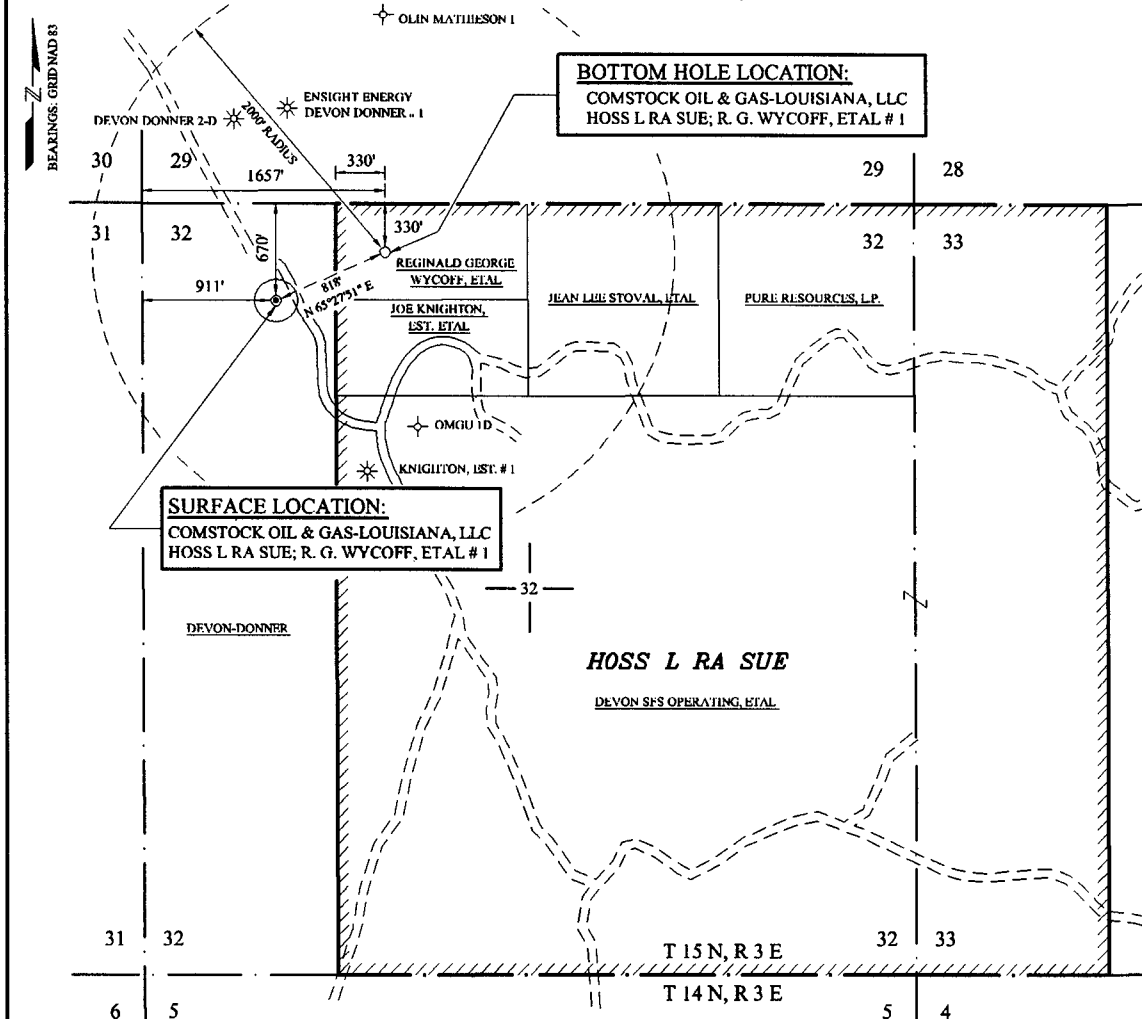 OLIN MATHIESON 1
Z
BEARINGS: GRID NAD 83
BOTTOM HOLE LOCATION:
COMSTOCK OIL & GAS-LOUISIANA, LLC
HOSS L RA SUE; R. G. WYCOFF, ETAL # 1
ENSIGHT ENERGY
DEVON DONNER .. 1
DEVON DONNER 2-D
2000' RADIUS
30 29
330'
1657'
29 28
31 32
670'
330'
32 33
911'
818'
N 65°27'51" E
REGINALD GEORGE
WYCOFF, ETAL
JOE KNIGHTON,
EST. ETAL
JEAN LEE STOVAL, ETAL
PURE RESOURCES, L.P.
OMGU 1D
KNIGHTON, EST. # 1
SURFACE LOCATION:
COMSTOCK OIL & GAS-LOUISIANA, LLC
HOSS L RA SUE; R. G. WYCOFF, ETAL # 1
32
Z
DEVON-DONNER
HOSS L RA SUE
DEVON SFS OPERATING, ETAL
31 32
T 15 N, R 3 E
32 33
T 14 N, R 3 E
6 5
5 4